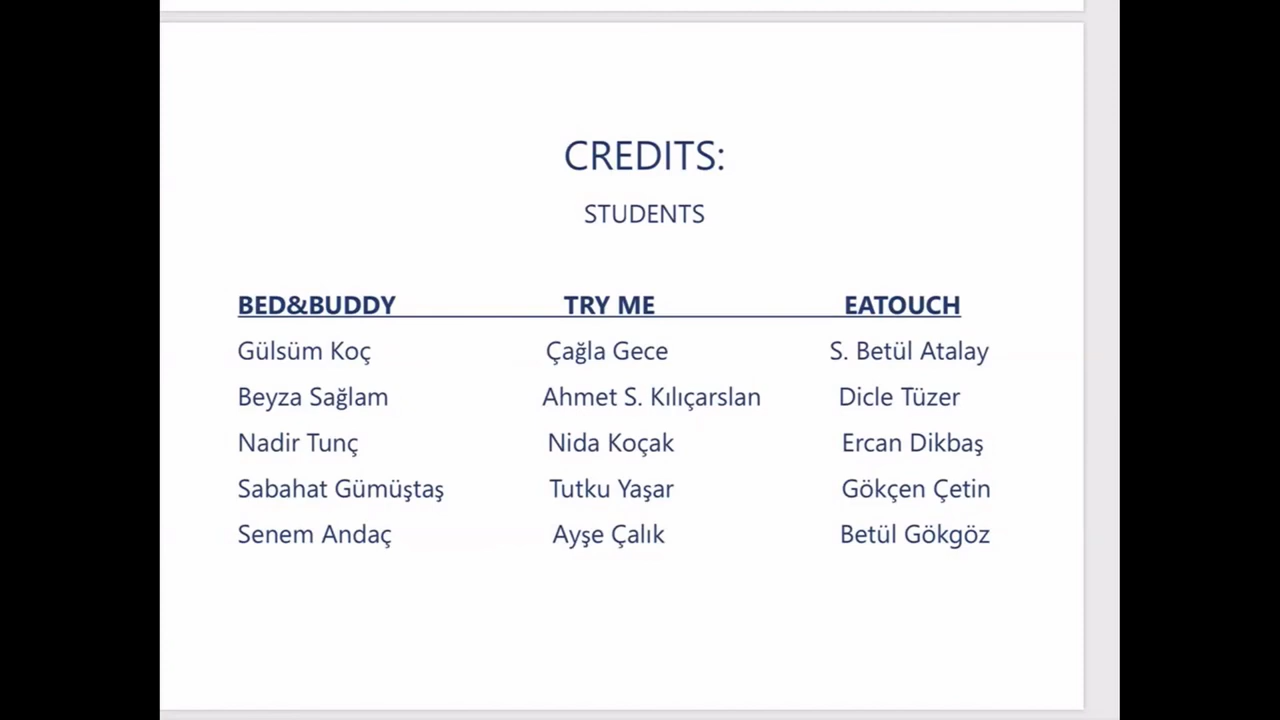 CREDITS:
STUDENTS
BED&BUDDY TRY ME EATOUCH
Gülsüm Koç Çağla Gece S. Betül Atalay
Beyza Sağlam Ahmet S. Kılıçarslan Dicle Tüzer
Nadir Tunç Nida Koçak Ercan Dikbaş
Sabahat Gümüştaş Tutku Yaşar Gökçen Çetin
Senem Andaç Ayşe Çalık Betül Gökgöz